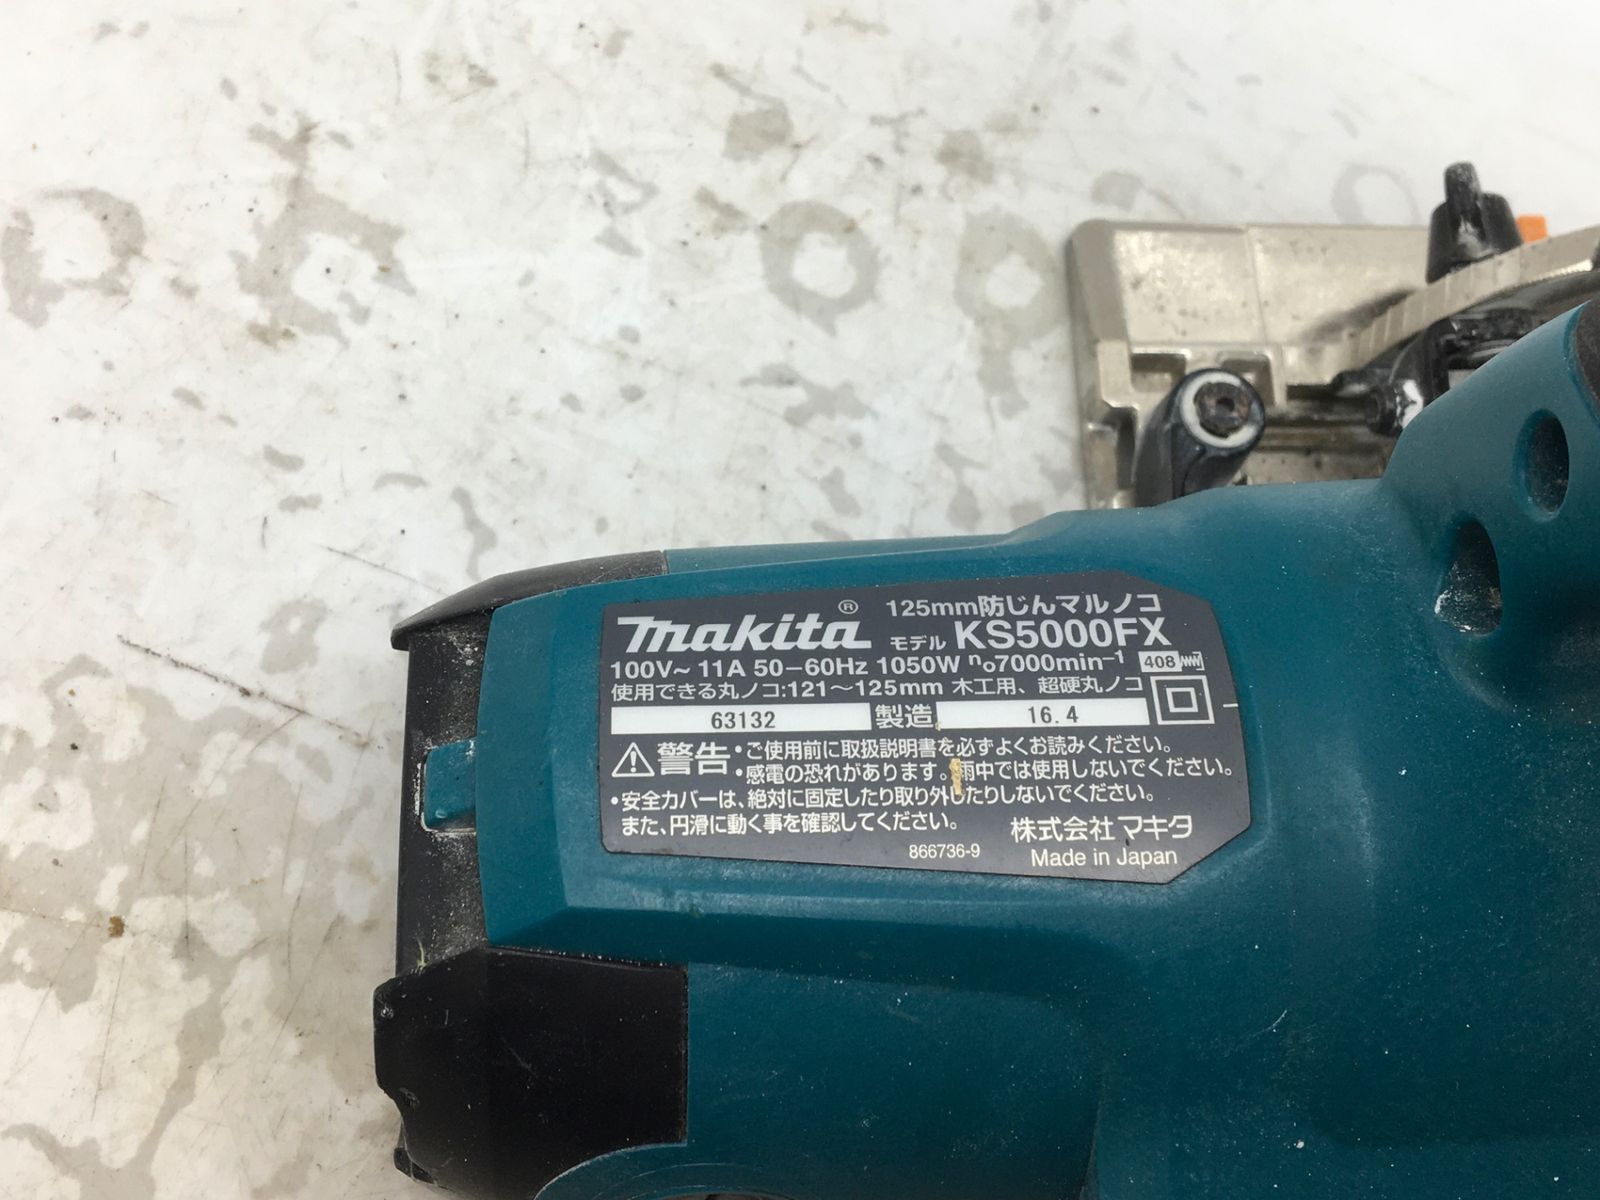 makita® 125mm防じんマルノコ
モデル KS5000FX
100V~ 11A 50-60Hz 1050W no7000min-1 408
使用できる丸ノコ:121~125mm 木工用、超硬丸ノコ
63132 製造 16.4
⚠警告 •ご使用前に取扱説明書を必ずよくお読みください。
•感電の恐れがあります。雨中では使用しないでください。
•安全カバーは、絶対に固定したり取り外したりしないでください。
また、円滑に動く事を確認してください。
株式会社 マキタ
866736-9 Made in Japan